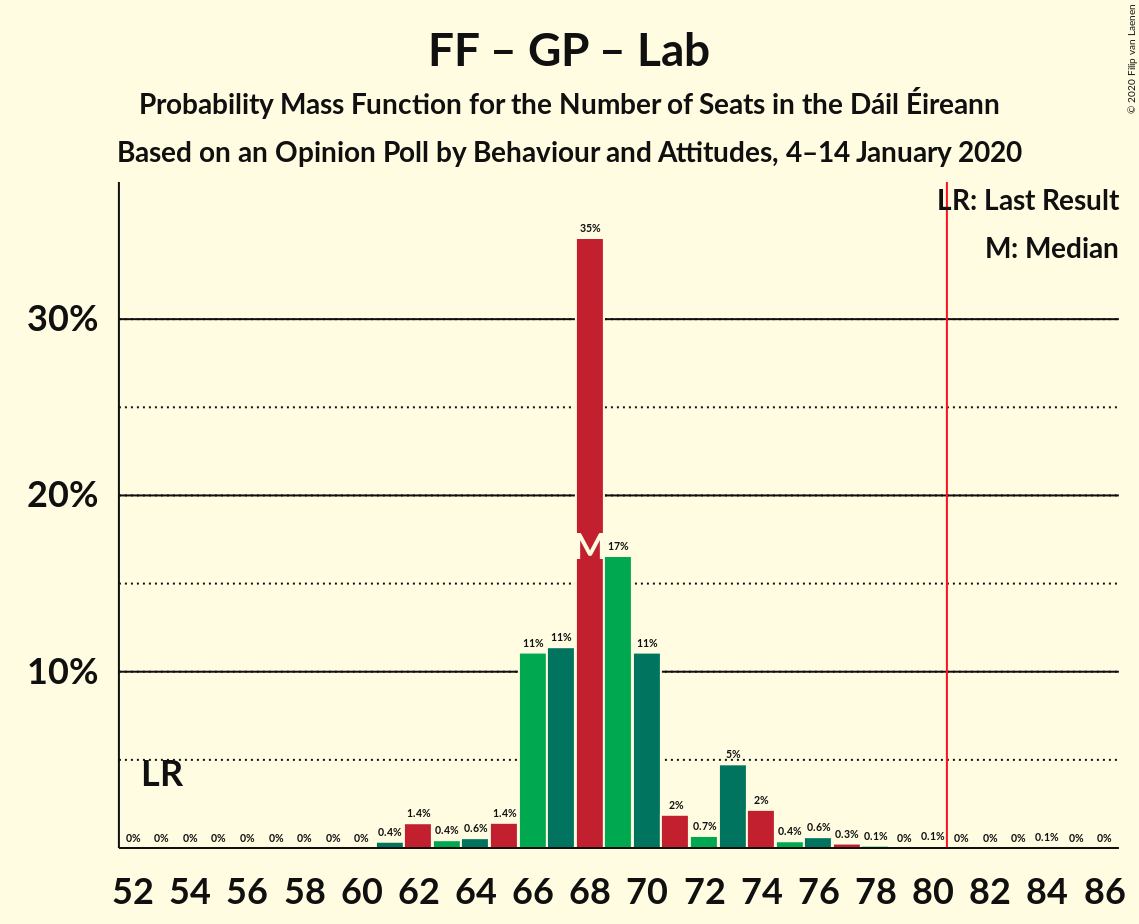 FF – GP – Lab
Probability Mass Function for the Number of Seats in the Dáil Éireann
Based on an Opinion Poll by Behaviour and Attitudes, 4–14 January 2020
© 2020 Filip van Laenen
LR: Last Result
M: Median
30%
20%
10%
LR
M
0% 0% 0% 0% 0% 0% 0% 0% 0% 0.4% 1.4% 0.4% 0.6% 1.4% 11% 11% 35% 17% 11% 2% 0.7% 5% 2% 0.4% 0.6% 0.3% 0.1% 0% 0.1% 0% 0% 0% 0.1% 0% 0%
52 54 56 58 60 62 64 66 68 70 72 74 76 78 80 82 84 86